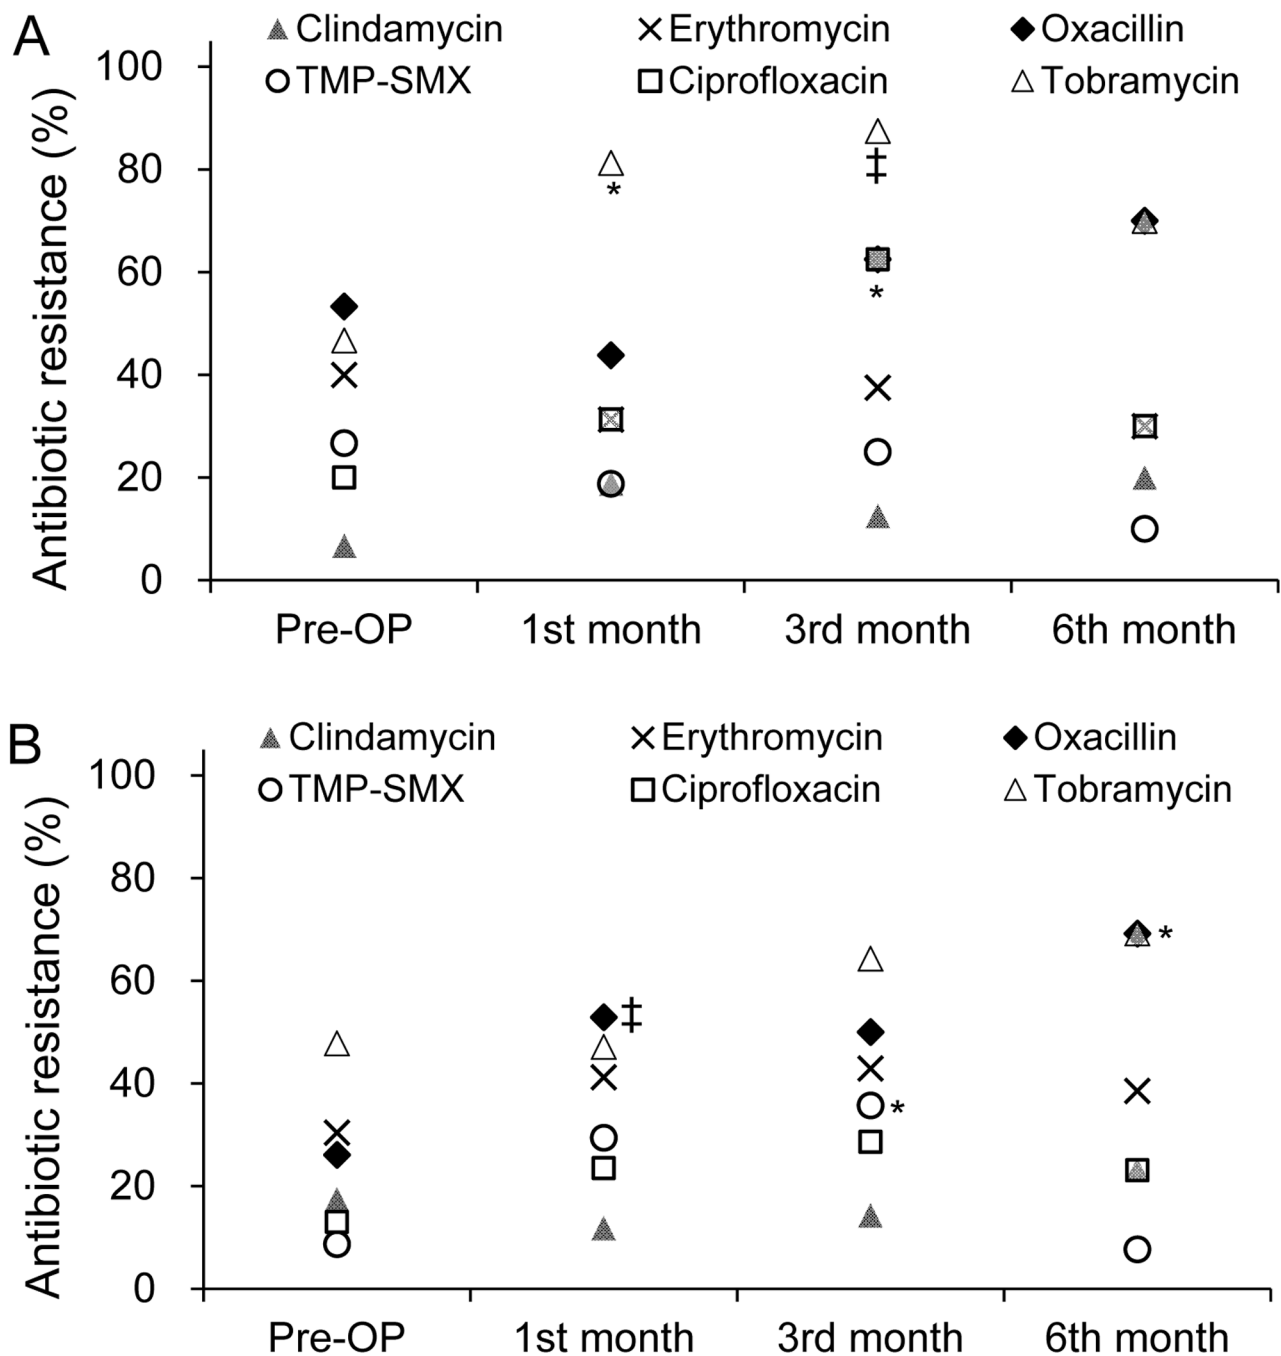 A
Clindamycin Erythromycin Oxacillin
TMP-SMX Ciprofloxacin Tobramycin
Antibiotic resistance (%)
100
80
60
40
20
0
*
‡
*
Pre-OP 1st month 3rd month 6th month
B
Clindamycin Erythromycin Oxacillin
TMP-SMX Ciprofloxacin Tobramycin
Antibiotic resistance (%)
100
80
60
40
20
0
*
‡
*
Pre-OP 1st month 3rd month 6th month